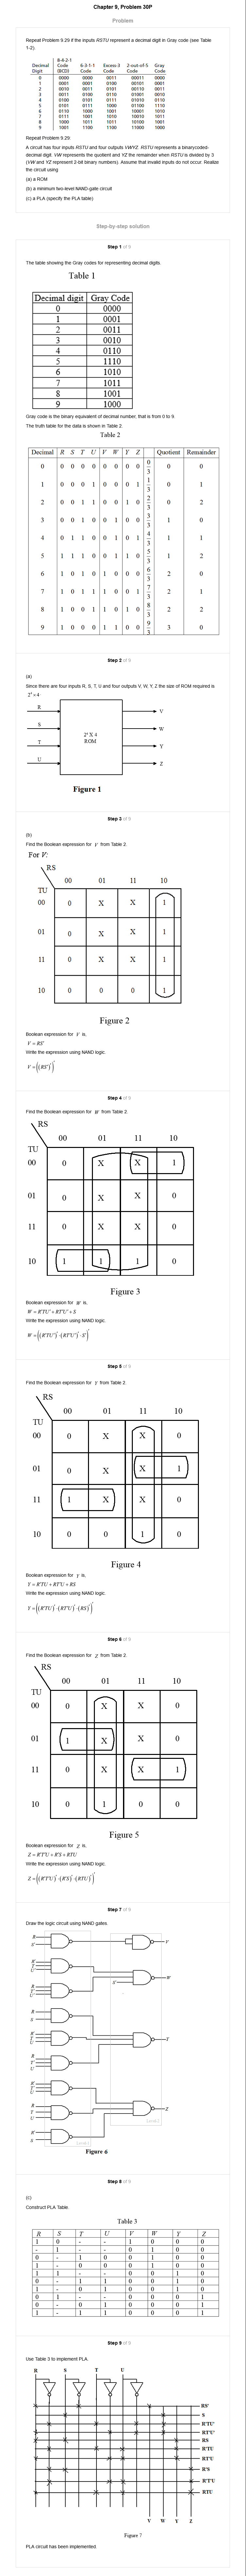 Chapter 9, Problem 30P
Problem
Repeat Problem 9.29 if the inputs RSTU represent a decimal digit in Gray code (see Table
1-2).
8-4-2-1
Decimal Code 6-3-1-1 Excess-3 2-out-of-5 Gray
Digit (BCD) Code Code Code Code
0 0000 0000 0011 00011 0000
1 0001 0001 0100 00101 0001
2 0010 0011 0101 00110 0011
3 0011 0100 0110 01001 0010
4 0100 0101 0111 01010 0110
5 0101 0111 1000 01100 1110
6 0110 1000 1001 10001 1010
7 0111 1001 1010 10010 1011
8 1000 1011 1011 10100 1001
9 1001 1100 1100 11000 1000
Repeat Problem 9.29:
A circuit has four inputs RSTU and four outputs VWYZ. RSTU represents a binary-coded-
decimal digit. VW represents the quotient and YZ the remainder when RSTU is divided by 3
(VW and YZ represent 2-bit binary numbers). Assume that invalid inputs do not occur. Realize
the circuit using
(a) a ROM
(b) a minimum two-level NAND-gate circuit
(c) a PLA (specify the PLA table)
Step-by-step solution
Step 1 of 9
The table showing the Gray codes for representing decimal digits.
Table 1
Decimal digit Gray Code
0 0000
1 0001
2 0011
3 0010
4 0110
5 1110
6 1010
7 1011
8 1001
9 1000
Gray code is the binary equivalent of decimal number, that is from 0 to 9.
The truth table for the data is shown in Table 2.
Table 2
Decimal R S T U V W Y Z Quotient Remainder
0 0 0 0 0 0 0 0 0 0/3 0 0
1 0 0 0 1 0 0 0 1 1/3 0 1
2 0 0 1 1 0 0 1 0 2/3 0 2
3 0 0 1 0 0 1 0 0 3/3 1 0
4 0 1 1 0 0 1 0 1 4/3 1 1
5 1 1 1 0 0 1 1 0 5/3 1 2
6 1 0 1 0 1 0 0 0 6/3 2 0
7 1 0 1 1 1 0 0 1 7/3 2 1
8 1 0 0 1 1 0 1 0 8/3 2 2
9 1 0 0 0 1 1 0 0 9/3 3 0
Step 2 of 9
(a)
Since there are four inputs R, S, T, U and four outputs V, W, Y, Z the size of ROM required is
2⁴×4
R
S
T
U
2⁴ X 4
ROM
V
W
Y
Z
Figure 1
Step 3 of 9
(b)
Find the Boolean expression for V from Table 2.
For V:
RS
00 01 11 10
TU
00 0 X X 1
01 0 X X 1
11 0 X X 1
10 0 0 0 1
Figure 2
Boolean expression for V is,
V = RS'
Write the expression using NAND logic.
V = ((RS')')'
Step 4 of 9
Find the Boolean expression for W from Table 2.
RS
00 01 11 10
TU
00 0 X X 1
01 0 X X 0
11 0 X X 0
10 1 1 1 0
Figure 3
Boolean expression for W is,
W = R'TU' + RT'U' + S
Write the expression using NAND logic.
W = ((R'TU')' · (RT'U')' · S')'
Step 5 of 9
Find the Boolean expression for Y from Table 2.
RS
00 01 11 10
TU
00 0 X X 0
01 0 X X 1
11 1 X X 0
10 0 0 1 0
Figure 4
Boolean expression for Y is,
Y = R'TU + RT'U + RS
Write the expression using NAND logic.
Y = ((R'TU)' · (RT'U)' · (RS)')'
Step 6 of 9
Find the Boolean expression for Z from Table 2.
RS
00 01 11 10
TU
00 0 X X 0
01 1 X X 0
11 0 X X 1
10 0 1 0 0
Figure 5
Boolean expression for Z is,
Z = R'T'U + R'S + RTU
Write the expression using NAND logic.
Z = ((R'T'U)' · (R'S)' · (RTU)')'
Step 7 of 9
Draw the logic circuit using NAND gates.
R
S'
V
R'
T
U'
R
T'
U'
S'
W
R
S
R'
T
U
R
T'
U
Y
R'
T'
U
R
T
U
R'
S
Z
Figure 6
Step 8 of 9
(c)
Construct PLA Table.
Table 3
R S T U V W Y Z
1 0 - - 1 0 0 0
- 1 - - 0 1 0 0
0 - 1 0 0 1 0 0
1 - 0 0 0 1 0 0
1 1 - - 0 0 1 0
0 - 1 1 0 0 1 0
1 - 0 1 0 0 1 0
0 1 - - 0 0 0 1
0 - 0 1 0 0 0 1
1 - 1 1 0 0 0 1
Step 9 of 9
Use Table 3 to implement PLA.
R S T U
RS'
S
R'TU'
RT'U'
RS
R'TU
RT'U
R'S
R'T'U
RTU
V W Y Z
Figure 7
PLA circuit has been implemented.